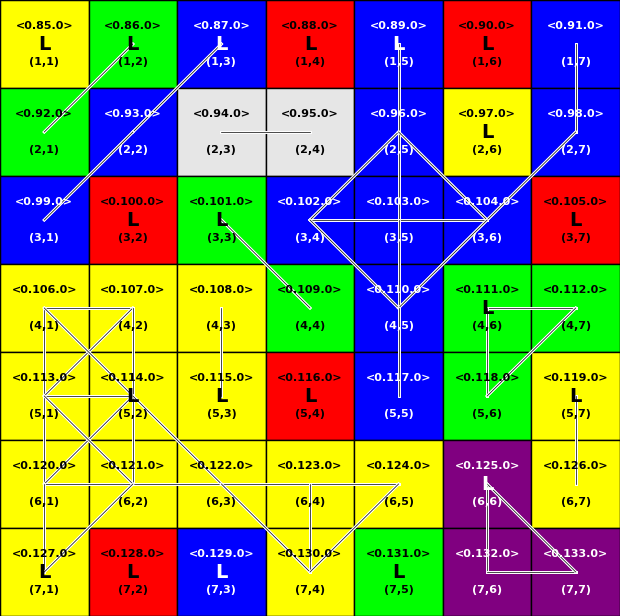 <0.85.0> <0.86.0> <0.87.0> <0.88.0> <0.89.0> <0.90.0> <0.91.0>
L L L L L L
(1,1) (1,2) (1,3) (1,4) (1,5) (1,6) (1,7)
<0.92.0> <0.93.0> <0.94.0> <0.95.0> <0.96.0> <0.97.0> <0.98.0>
L
(2,1) (2,2) (2,3) (2,4) (2,5) (2,6) (2,7)
<0.99.0> <0.100.0> <0.101.0> <0.102.0> <0.103.0> <0.104.0> <0.105.0>
L L L
(3,1) (3,2) (3,3) (3,4) (3,5) (3,6) (3,7)
<0.106.0> <0.107.0> <0.108.0> <0.109.0> <0.110.0> <0.111.0> <0.112.0>
L
(4,1) (4,2) (4,3) (4,4) (4,5) (4,6) (4,7)
<0.113.0> <0.114.0> <0.115.0> <0.116.0> <0.117.0> <0.118.0> <0.119.0>
L L L L
(5,1) (5,2) (5,3) (5,4) (5,5) (5,6) (5,7)
<0.120.0> <0.121.0> <0.122.0> <0.123.0> <0.124.0> <0.125.0> <0.126.0>
L
(6,1) (6,2) (6,3) (6,4) (6,5) (6,6) (6,7)
<0.127.0> <0.128.0> <0.129.0> <0.130.0> <0.131.0> <0.132.0> <0.133.0>
L L L
(7,1) (7,2) (7,3) (7,4) (7,5) (7,6) (7,7)